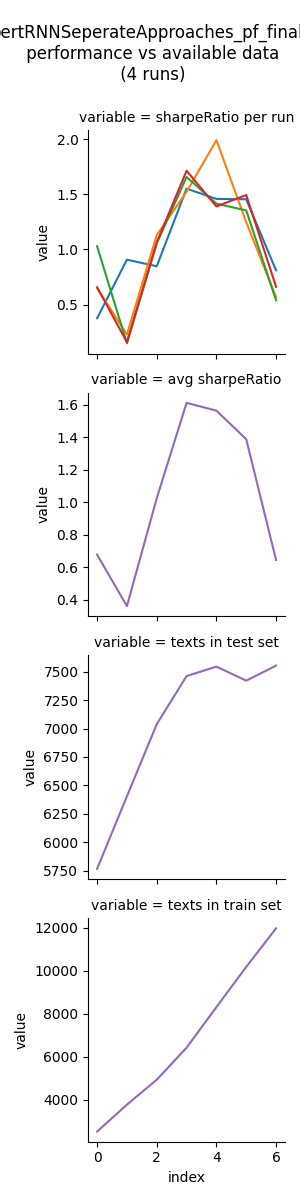 ertRNNSeperateApproaches_pf_final
performance vs available data
(4 runs)
variable = sharpeRatio per run
2.0
1.5
1.0
0.5
value
variable = avg sharpeRatio
1.6
1.4
1.2
1.0
0.8
0.6
0.4
value
variable = texts in test set
7500
7250
7000
6750
6500
6250
6000
5750
value
variable = texts in train set
12000
10000
8000
6000
4000
value
0 2 4 6
index